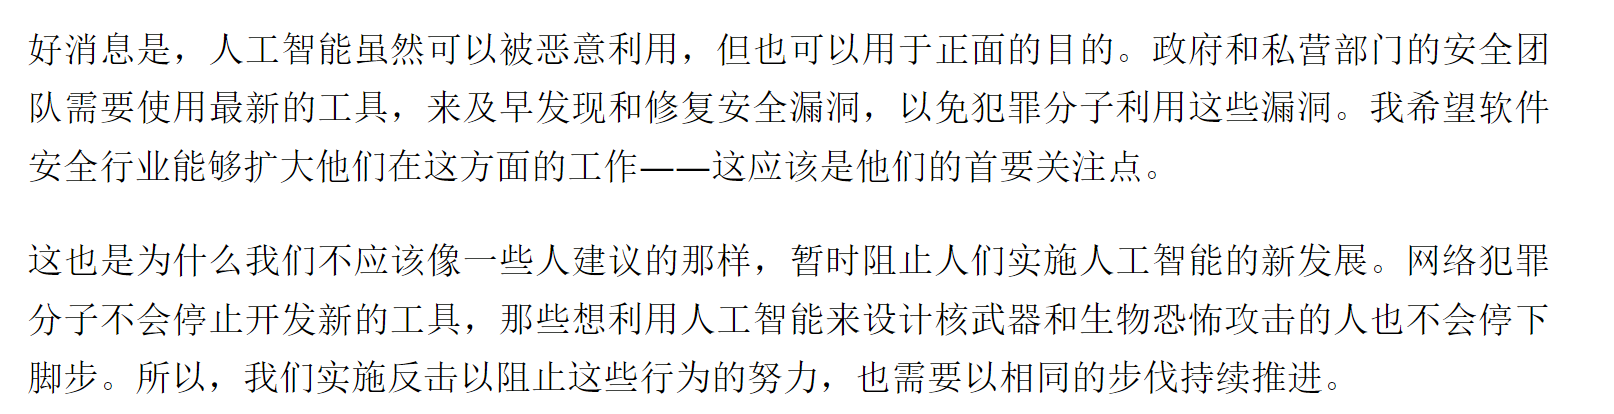 好消息是，人工智能虽然可以被恶意利用，但也可以用于正面的目的。政府和私营部门的安全团
队需要使用最新的工具，来及早发现和修复安全漏洞，以免犯罪分子利用这些漏洞。我希望软件
安全行业能够扩大他们在这方面的工作——这应该是他们的首要关注点。
这也是为什么我们不应该像一些人建议的那样，暂时阻止人们实施人工智能的新发展。网络犯罪
分子不会停止开发新的工具，那些想利用人工智能来设计核武器和生物恐怖攻击的人也不会停下
脚步。所以，我们实施反击以阻止这些行为的努力，也需要以相同的步伐持续推进。